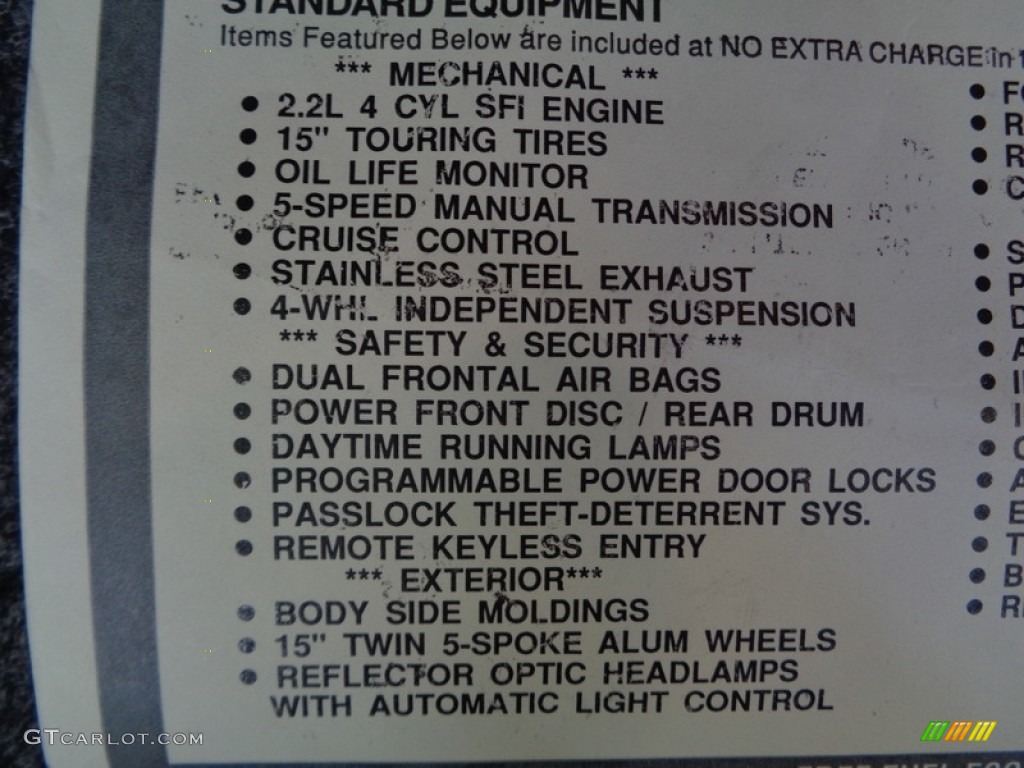 STANDARD EQUIPMENT
Items Featured Below are included at NO EXTRA CHARGE in
*** MECHANICAL ***
• 2.2L 4 CYL SFI ENGINE
• 15" TOURING TIRES
• OIL LIFE MONITOR
• 5-SPEED MANUAL TRANSMISSION
• CRUISE CONTROL
• STAINLESS STEEL EXHAUST
• 4-WHL INDEPENDENT SUSPENSION
*** SAFETY & SECURITY ***
• DUAL FRONTAL AIR BAGS
• POWER FRONT DISC / REAR DRUM
• DAYTIME RUNNING LAMPS
• PROGRAMMABLE POWER DOOR LOCKS
• PASSLOCK THEFT-DETERRENT SYS.
• REMOTE KEYLESS ENTRY
*** EXTERIOR***
• BODY SIDE MOLDINGS
• 15" TWIN 5-SPOKE ALUM WHEELS
• REFLECTOR OPTIC HEADLAMPS
WITH AUTOMATIC LIGHT CONTROL
GTCARLOT.COM